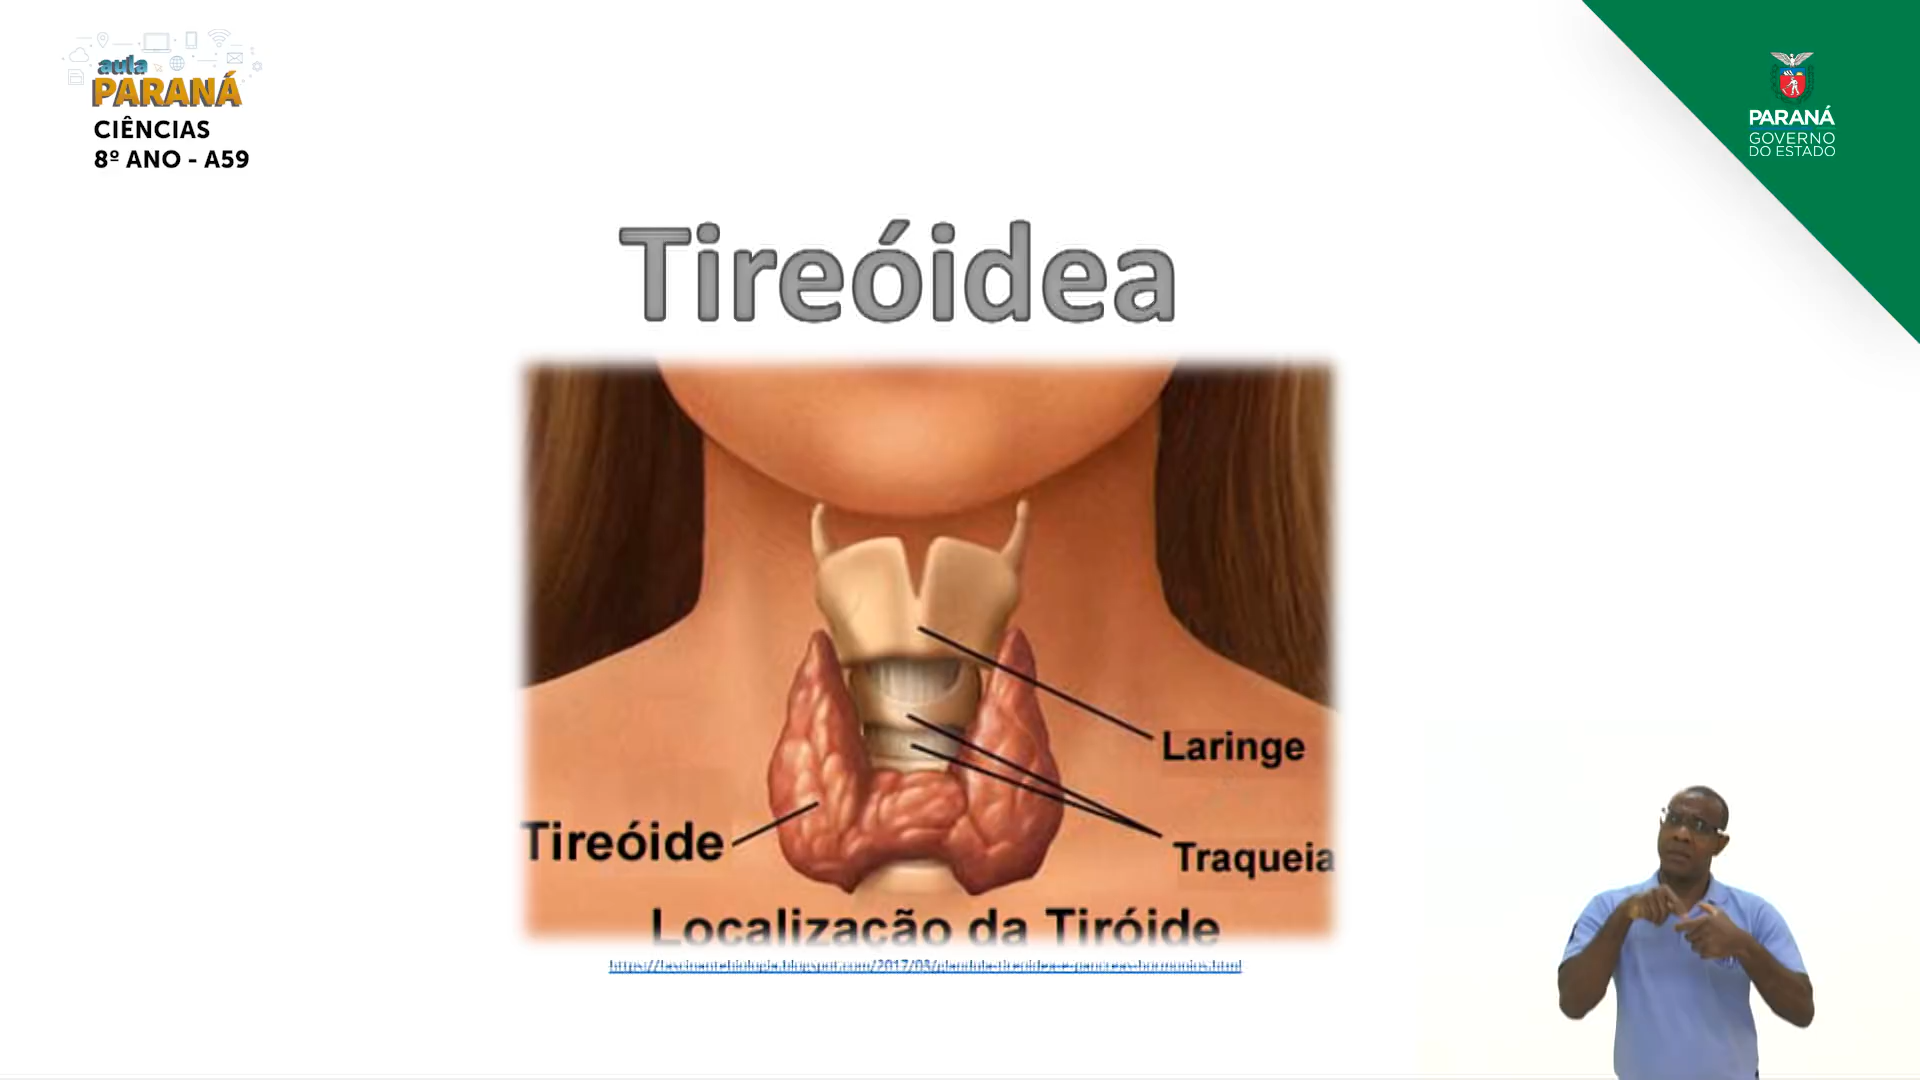 aula
PARANÁ
CIÊNCIAS
8º ANO - A59
PARANÁ
GOVERNO
DO ESTADO
Tireóidea
Laringe
Tireóide
Traqueia
Localização da Tiróide